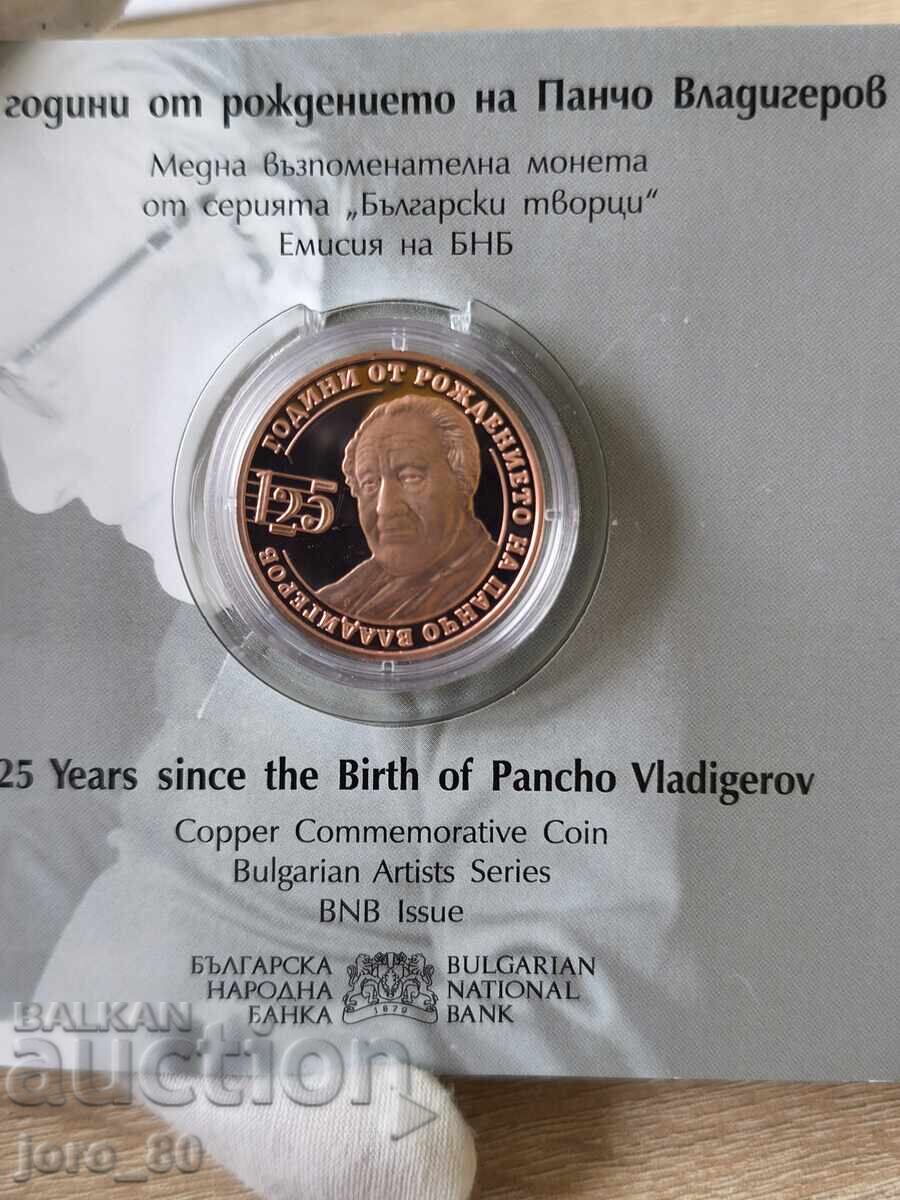 години от рождението на Панчо Владигеров
Медна възпоменателна монета
от серията „Български творци“
Емисия на БНБ
ГОДИНИ ОТ РОЖДЕНИЕТО НА ПАНЧО ВЛАДИГЕРОВ
125
25 Years since the Birth of Pancho Vladigerov
Copper Commemorative Coin
Bulgarian Artists Series
BNB Issue
БЪЛГАРСКА
НАРОДНА
БАНКА
1879
BULGARIAN
NATIONAL
BANK
BALKAN
auction
joro_80